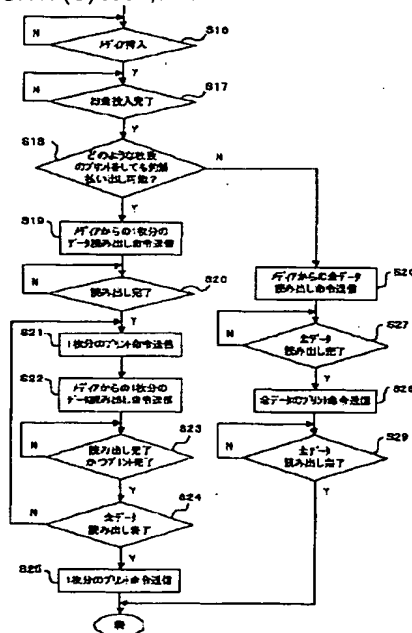 N
メディア挿入
S16
Y
N
お金投入完了
S17
Y
S18
どのような枚数
のプリントをしても釣銭
払い出し可能?
N
Y
S19
メディアからの1枚分の
データ読み出し命令送信
N
読み出し完了
S20
Y
S21
1枚分のプリント命令送信
S22
メディアからの1枚分の
データ読み出し命令送信
N
読み出し完了
かつプリント完了
S23
Y
N
全データ
読み出し終了
S24
Y
S25
1枚分のプリント命令送信
メディアからの全データ
読み出し命令送信
S26
N
全データ
読み出し完了
S27
Y
全データのプリント命令送信
S28
N
全データ
読み出し完了
S29
Y